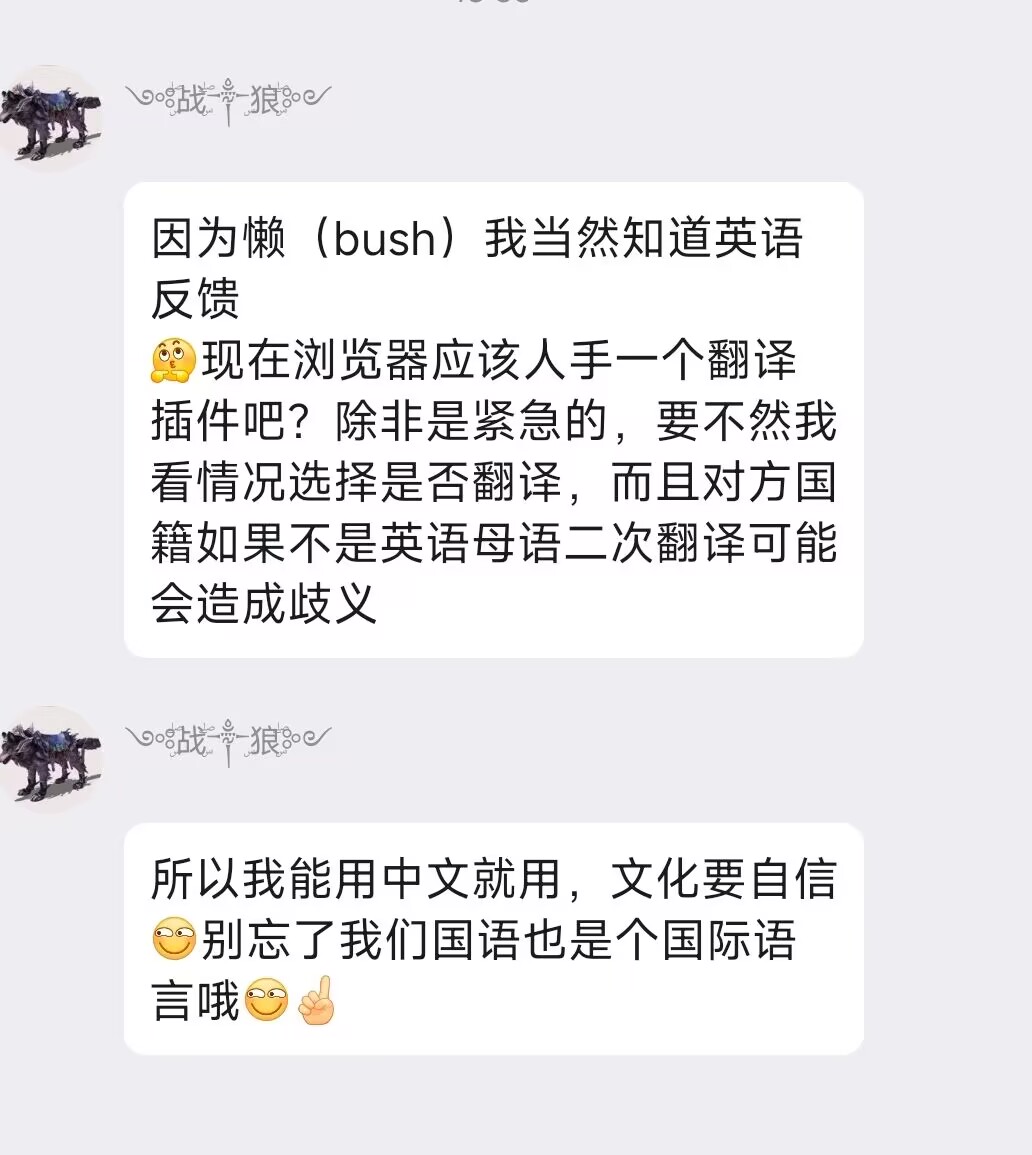 战狼
因为懒（bush）我当然知道英语
反馈
🤔现在浏览器应该人手一个翻译
插件吧？除非是紧急的，要不然我
看情况选择是否翻译，而且对方国
籍如果不是英语母语二次翻译可能
会造成歧义
战狼
所以我能用中文就用，文化要自信
别忘了我们国语也是个国际语
言哦☝